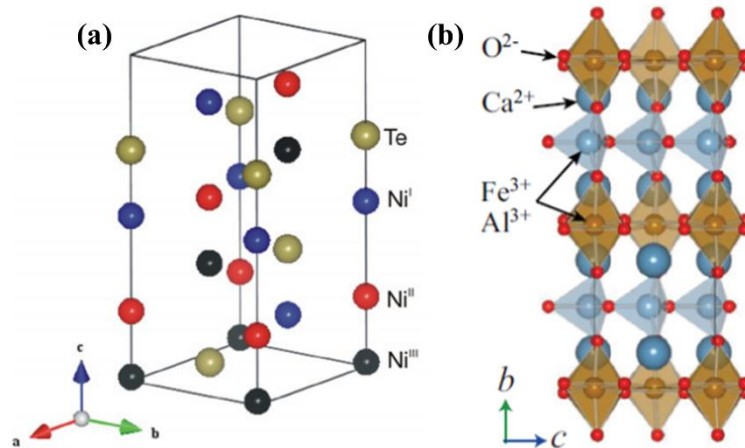 (a)
Te
Niᴵ
Niᴵᴵ
Niᴵᴵᴵ
c
a
b
(b)
O²⁻
Ca²⁺
Fe³⁺
Al³⁺
b
c